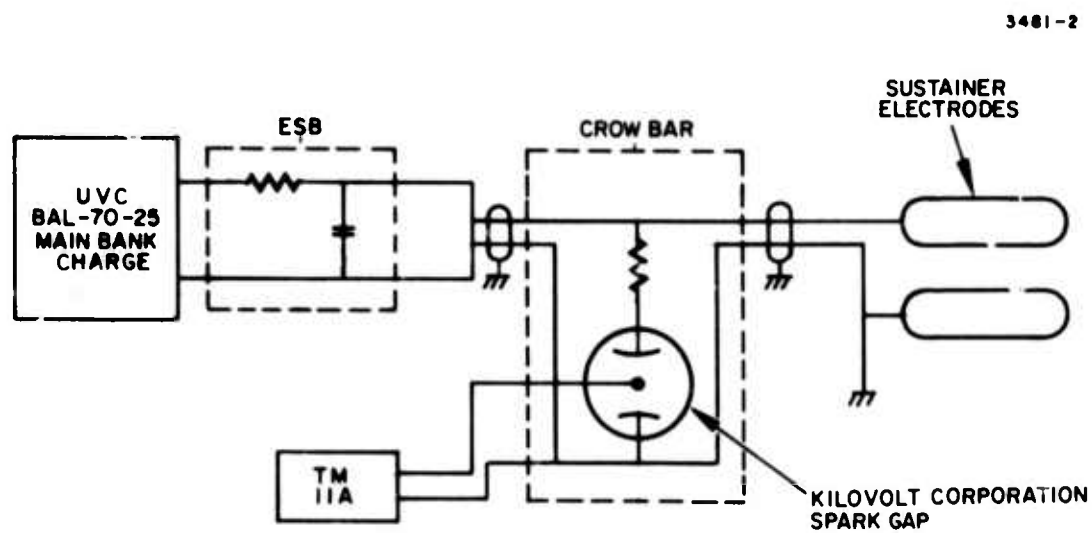 3481-2
SUSTAINER
ELECTRODES
ESB
CROW BAR
UVC
BAL-70-25
MAIN BANK
CHARGE
TM
11A
KILOVOLT CORPORATION
SPARK GAP